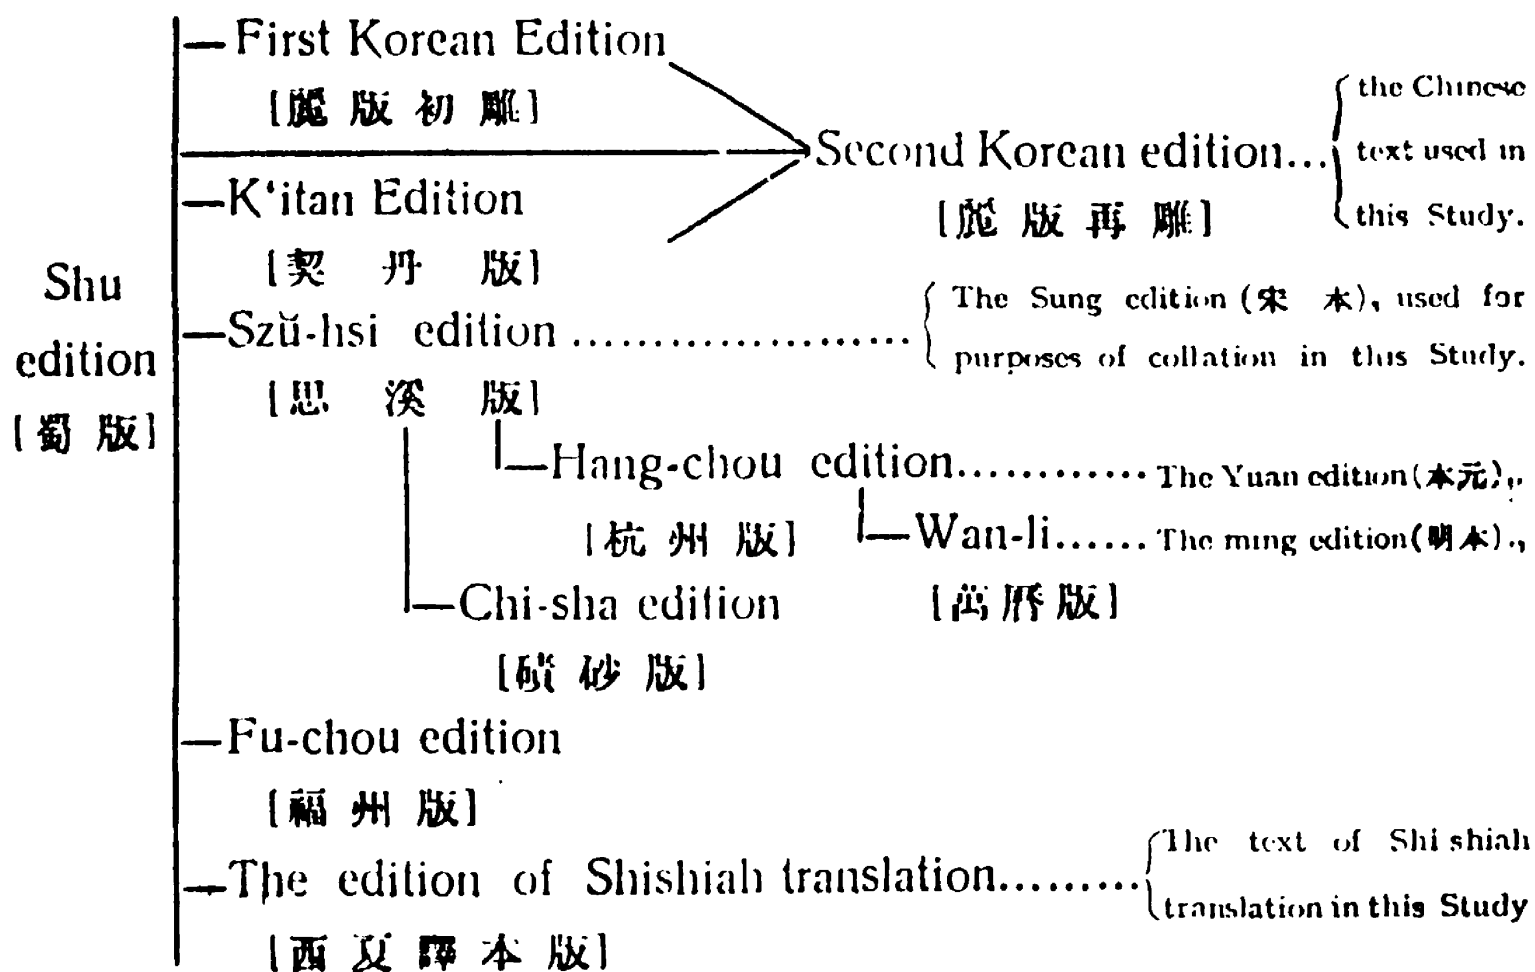 First Korean Edition
[麗版初雕]
Second Korean edition...
the Chinese
text used in
this Study.
[麗版再雕]
K'itan Edition
[契丹版]
Shu
edition
[蜀版]
Szŭ-hsi edition ......................
The Sung edition (宋 本), used for
purposes of collation in this Study.
[思溪版]
Hang-chou edition............ The Yuan edition (本元),.
[杭州版]
Wan-li...... The ming edition (明本).,
[萬曆版]
Chi-sha edition
[磧砂版]
Fu-chou edition
[福州版]
The edition of Shishiah translation.........
The text of Shi shiah
translation in this Study
[西夏譯本版]